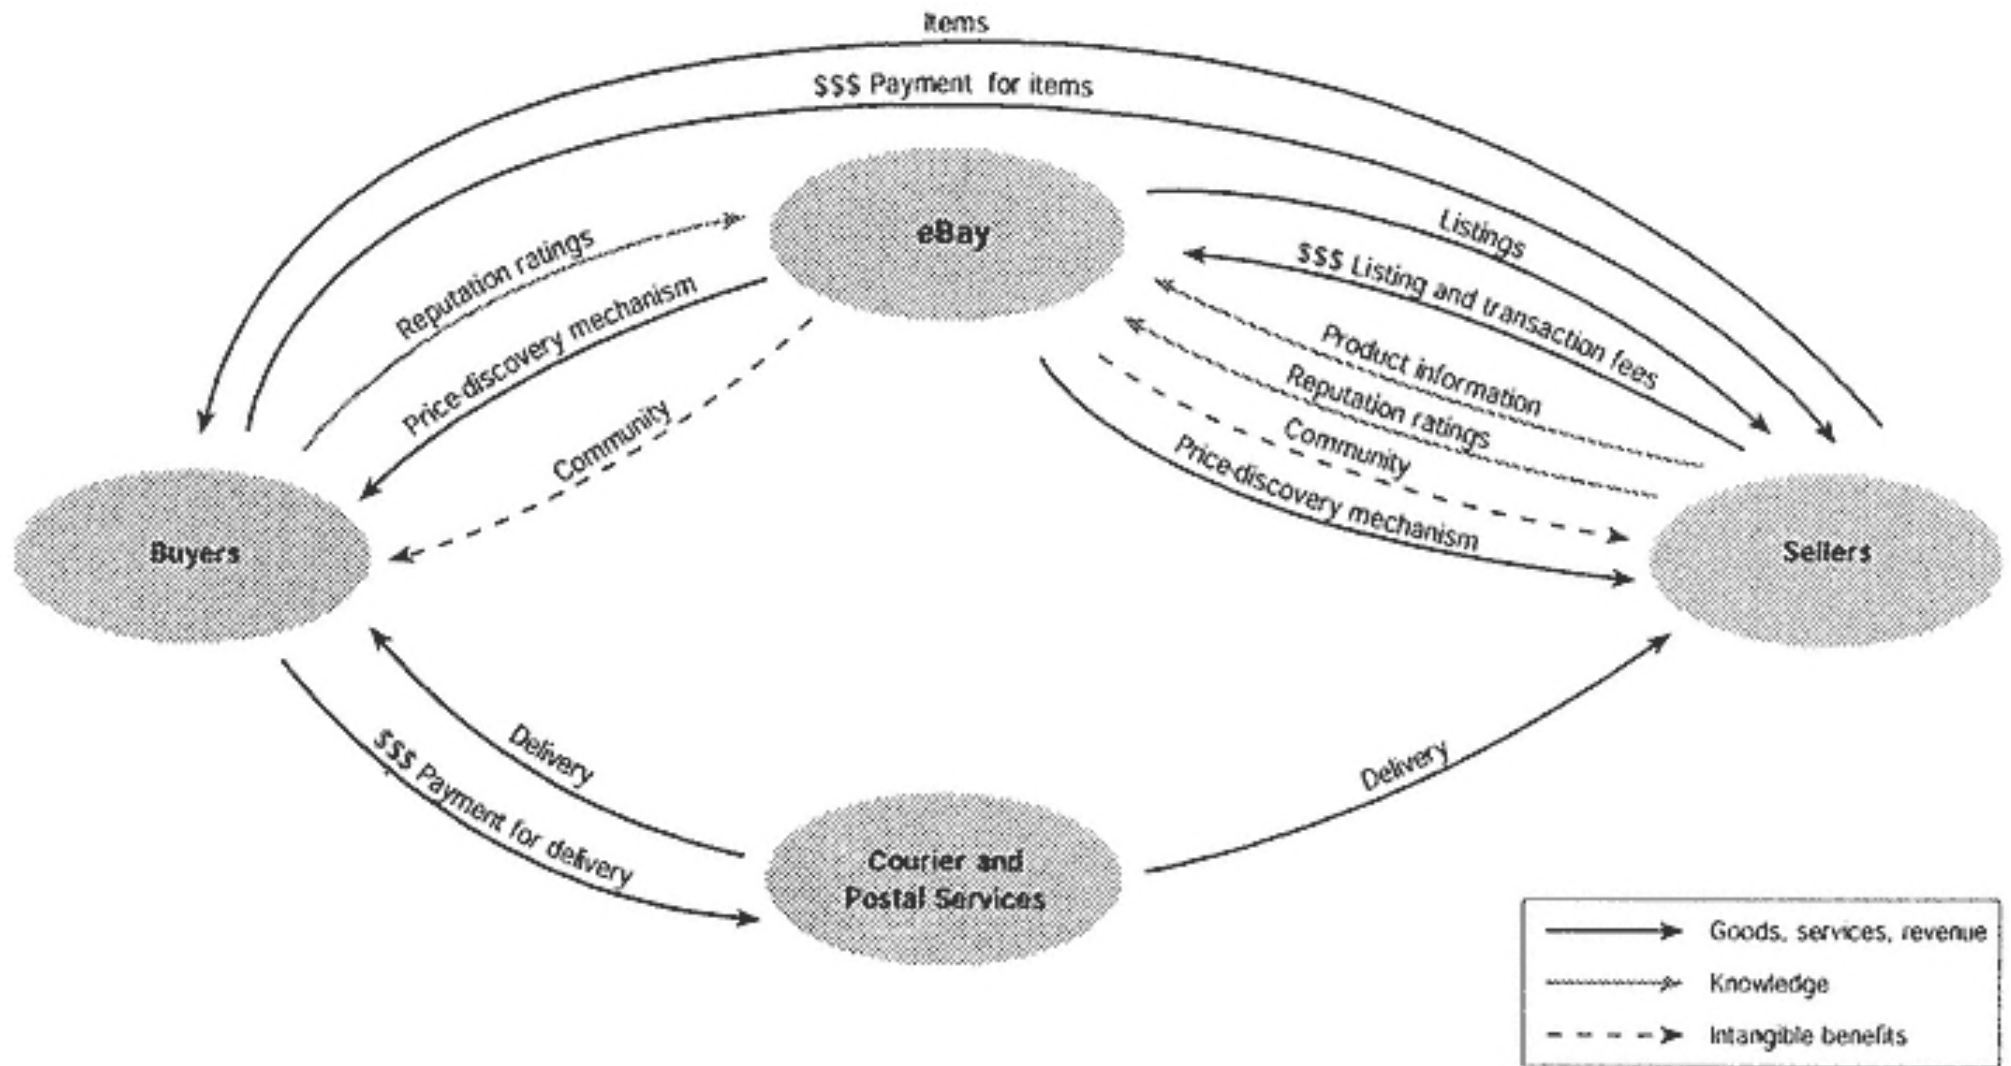 Items
$$$ Payment for items
eBay
Listings
$$$ Listing and transaction fees
Product information
Reputation ratings
Community
Price-discovery mechanism
Reputation ratings
Price-discovery mechanism
Community
Buyers
Sellers
Delivery
$$$ Payment for delivery
Delivery
Courier and
Postal Services
Goods, services, revenue
Knowledge
Intangible benefits